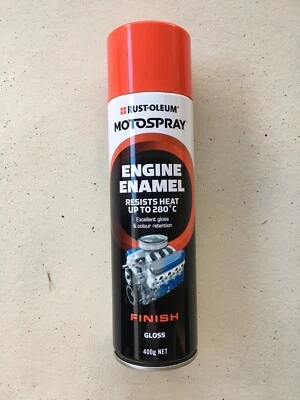 RUST-OLEUM®
MOTOSPRAY
ENGINE
ENAMEL
RESISTS HEAT
UP TO 280°C
Excellent gloss
& colour retention
FINISH
GLOSS
400g NET